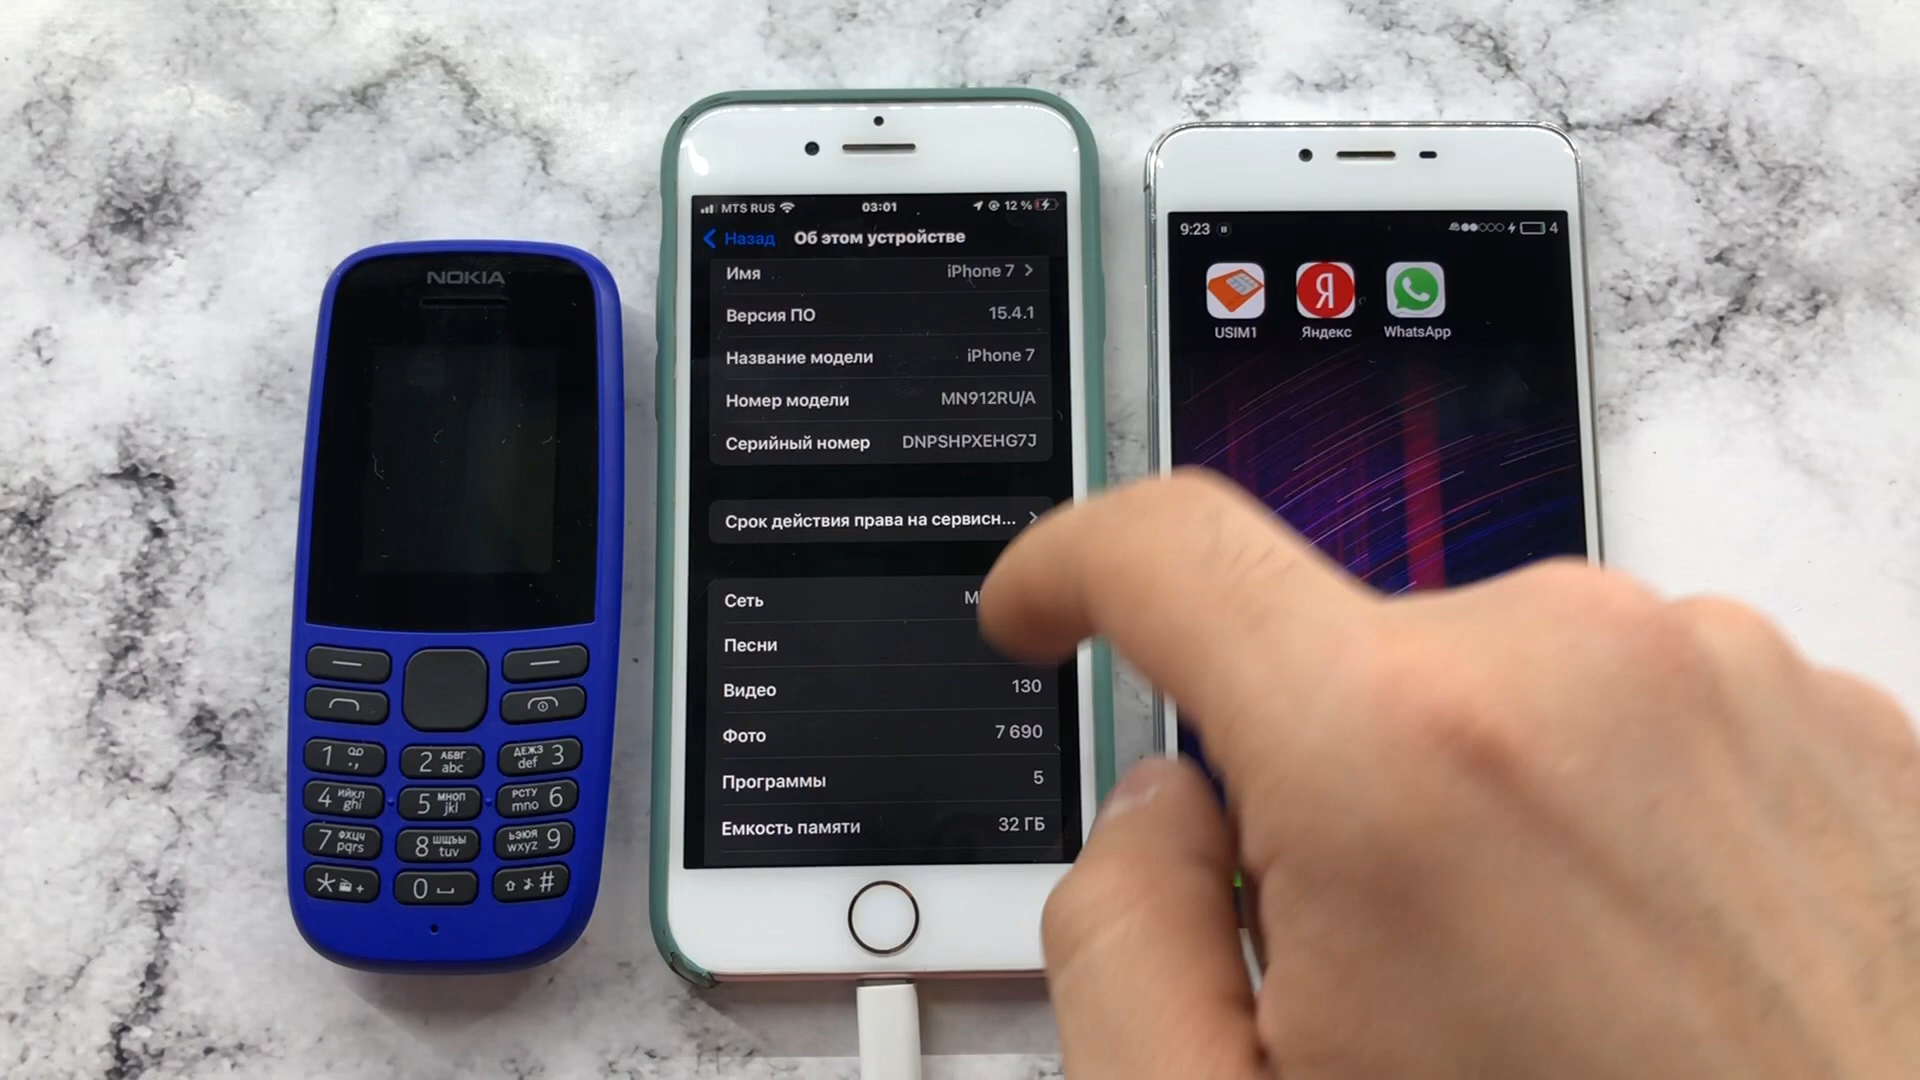 NOKIA
1 ,;
2 АБВГ abc
ДЕЖЗ def 3
4 ИЙКЛ ghi
5 МНОП jkl
РСТУ mno 6
7 ФХЦЧ pqrs
8 ШЩЪЫ tuv
ЬЭЮЯ wxyz 9
* +
0
#
MTS RUS 03:01 12 %
Назад Об этом устройстве
Имя iPhone 7
Версия ПО 15.4.1
Название модели iPhone 7
Номер модели MN912RU/A
Серийный номер DNPSHPXEHG7J
Срок действия права на сервисн...
Сеть
Песни
Видео 130
Фото 7 690
Программы 5
Емкость памяти 32 ГБ
9:23 4
USIM1 Яндекс WhatsApp
Я